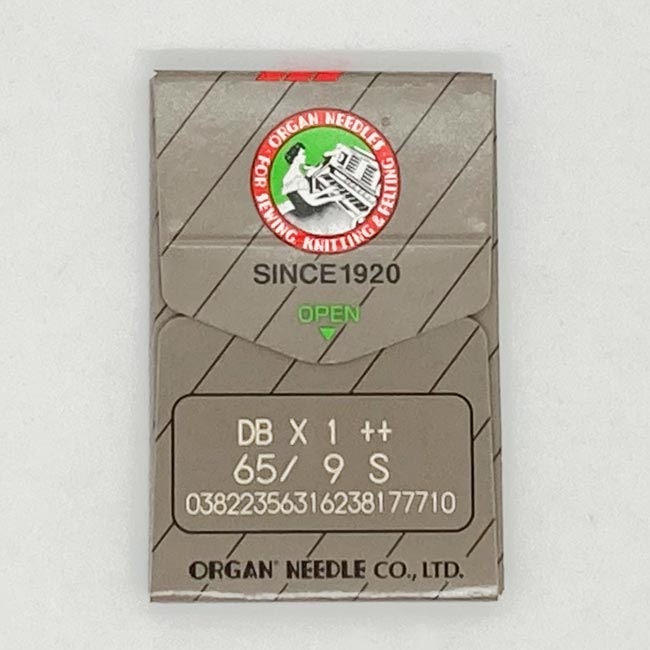 ORGAN NEEDLES
FOR SEWING, KNITTING & FELTING
®
SINCE 1920
OPEN
DB X 1 ++
65/ 9 S
03822356316238177710
ORGAN® NEEDLE CO., LTD.